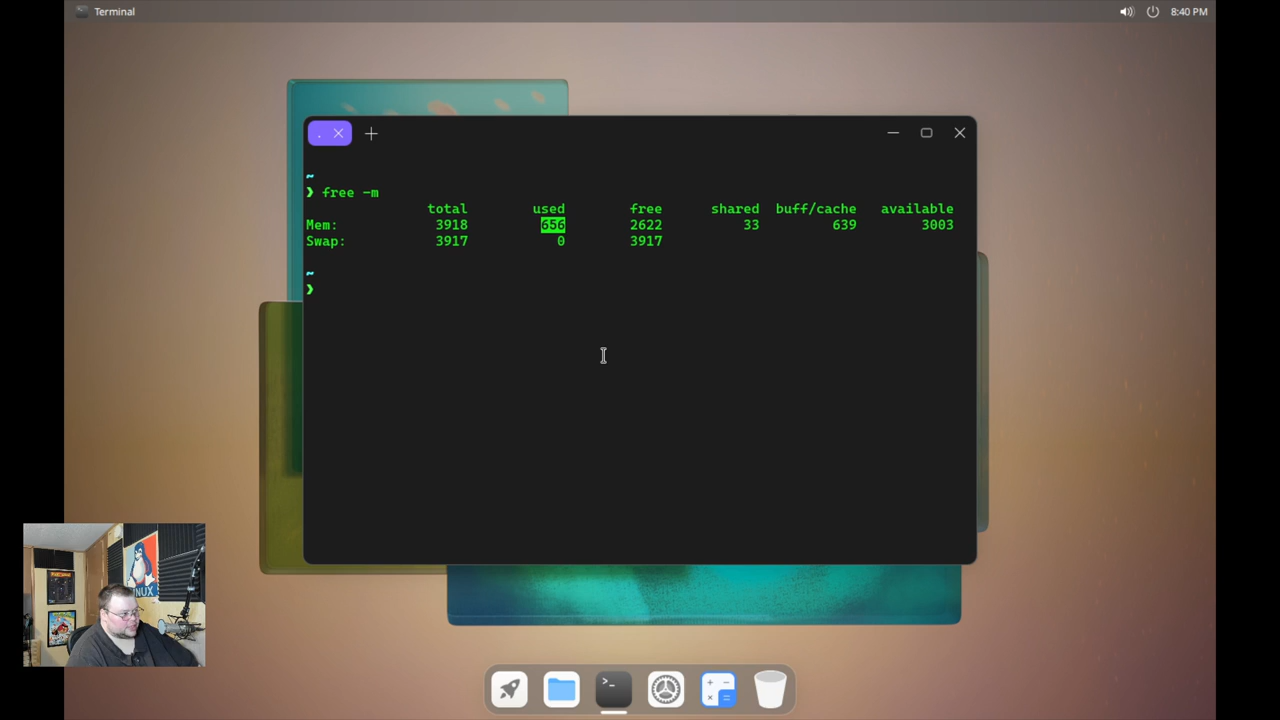 Terminal
8:40 PM
~
❯ free -m
total used free shared buff/cache available
Mem: 3918 656 2622 33 639 3003
Swap: 3917 0 3917
~
❯
NUX